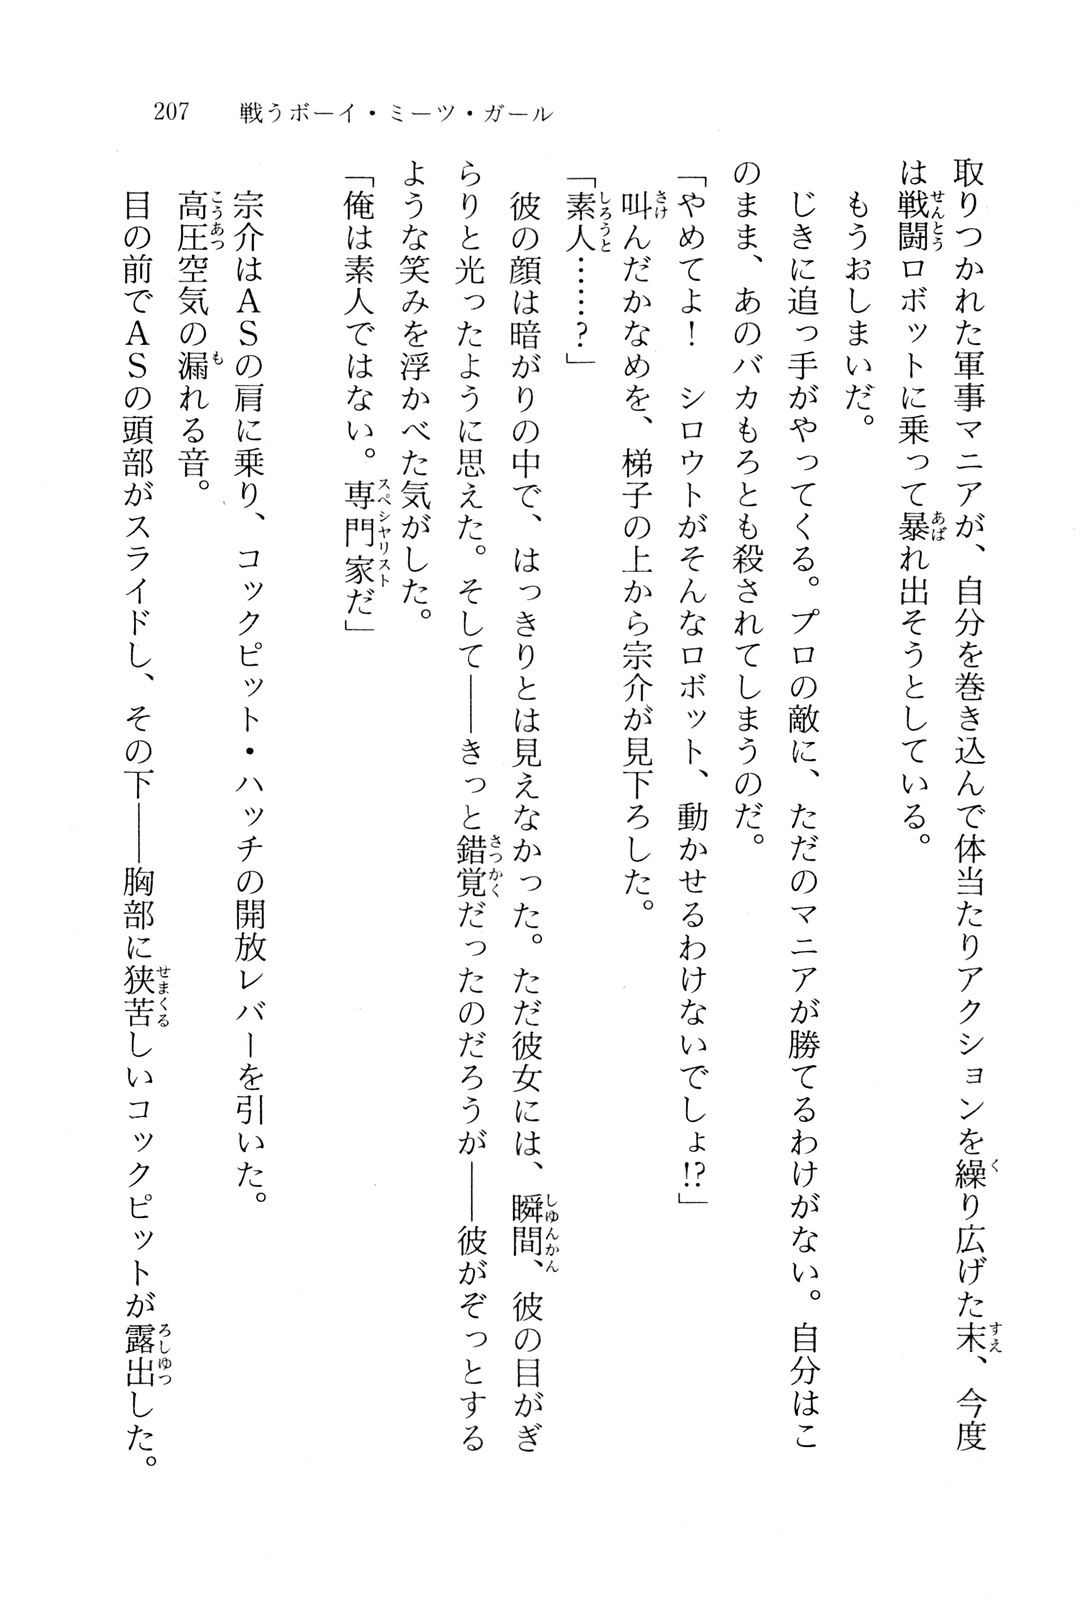 207 戦うボーイ・ミーツ・ガール
取りつかれた軍事マニアが、自分を巻き込んで体当たりアクションを繰り広げた末、今度
は戦闘ロボットに乗って暴れ出そうとしている。
もうおしまいだ。
じきに追っ手がやってくる。プロの敵に、ただのマニアが勝てるわけがない。自分はこ
のまま、あのバカもろとも殺されてしまうのだ。
「やめてよ！　シロウトがそんなロボット、動かせるわけないでしょ!?」
叫んだかなめを、梯子の上から宗介が見下ろした。
「素人……？」
彼の顔は暗がりの中で、はっきりとは見えなかった。ただ彼女には、瞬間、彼の目がぎ
らりと光ったように思えた。そして――きっと錯覚だったのだろうが――彼がぞっとする
ような笑みを浮かべた気がした。
「俺は素人ではない。専門家だ」
宗介はＡＳの肩に乗り、コックピット・ハッチの開放レバーを引いた。
高圧空気の漏れる音。
目の前でＡＳの頭部がスライドし、その下――胸部に狭苦しいコックピットが露出した。